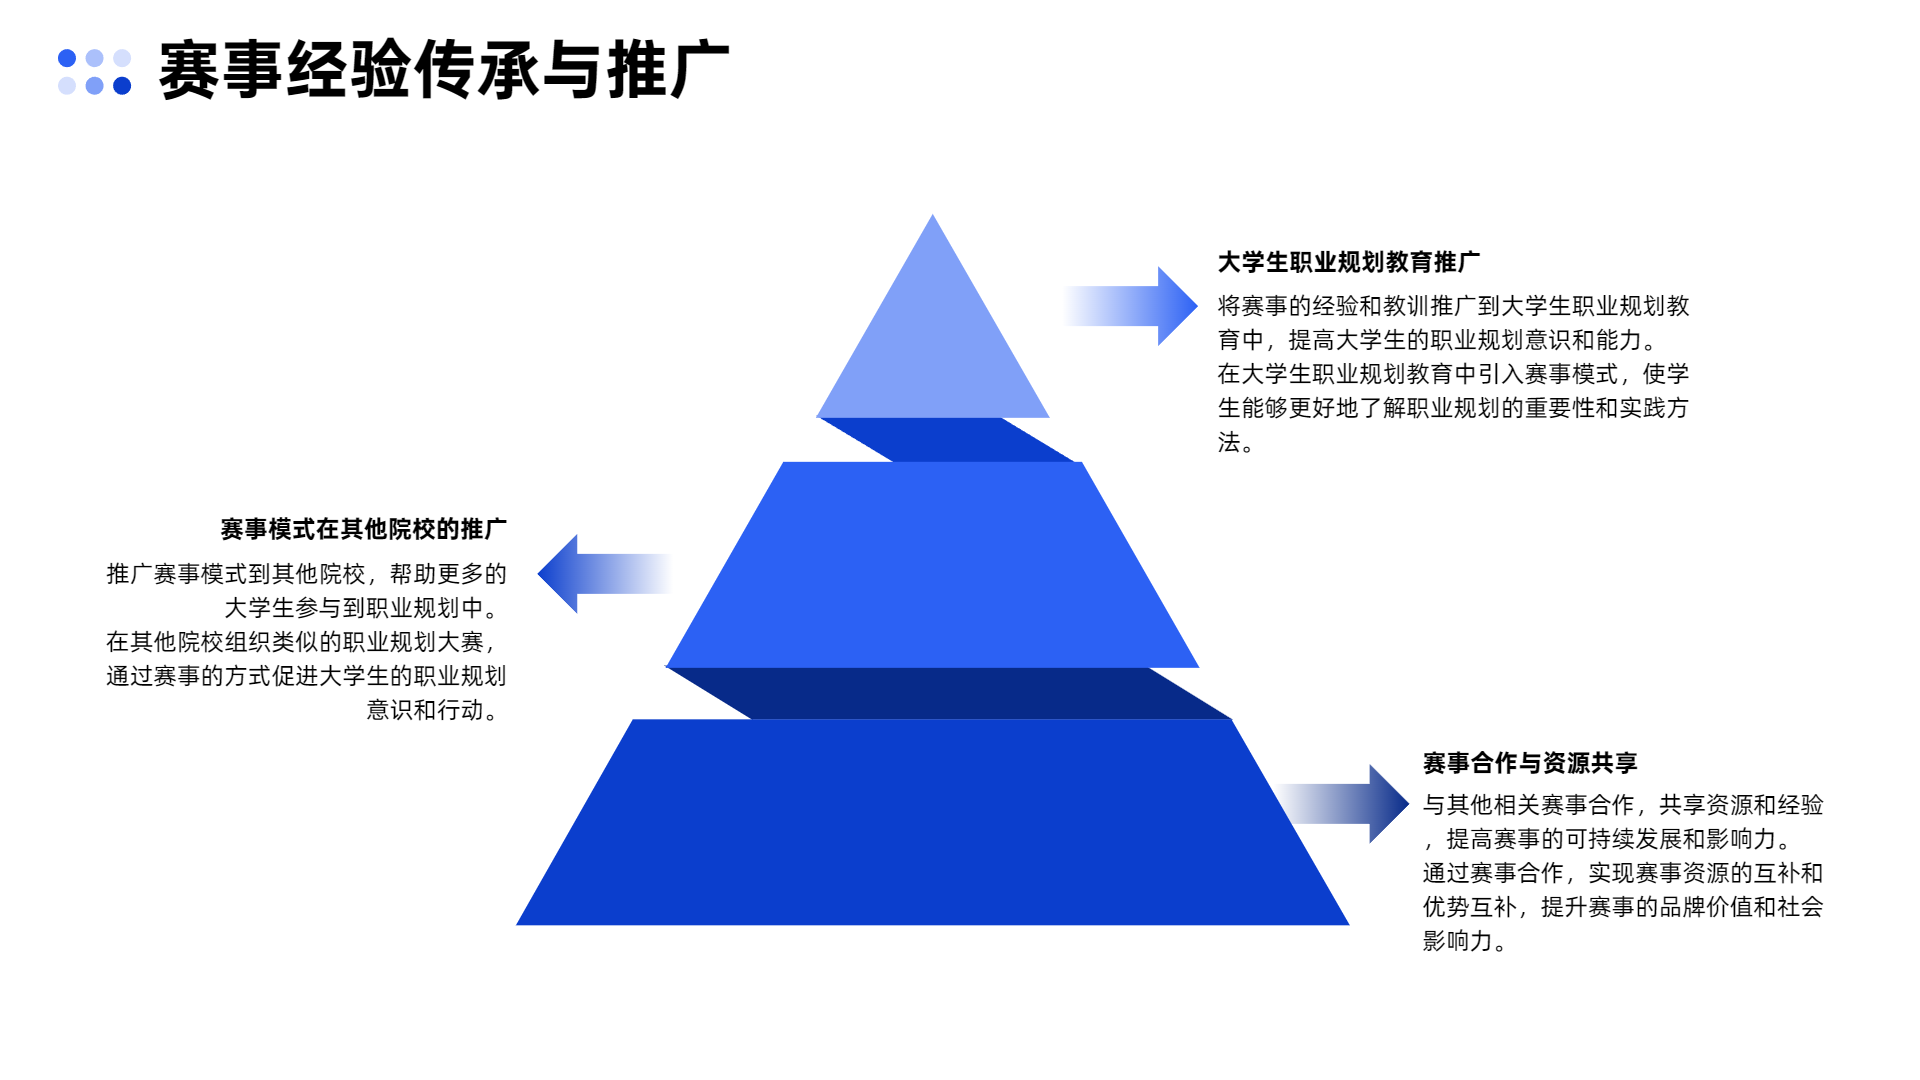 赛事经验传承与推广
大学生职业规划教育推广
将赛事的经验和教训推广到大学生职业规划教
育中，提高大学生的职业规划意识和能力。
在大学生职业规划教育中引入赛事模式，使学
生能够更好地了解职业规划的重要性和实践方
法。
赛事模式在其他院校的推广
推广赛事模式到其他院校，帮助更多的
大学生参与到职业规划中。
在其他院校组织类似的职业规划大赛，
通过赛事的方式促进大学生的职业规划
意识和行动。
赛事合作与资源共享
与其他相关赛事合作，共享资源和经验
，提高赛事的可持续发展和影响力。
通过赛事合作，实现赛事资源的互补和
优势互补，提升赛事的品牌价值和社会
影响力。